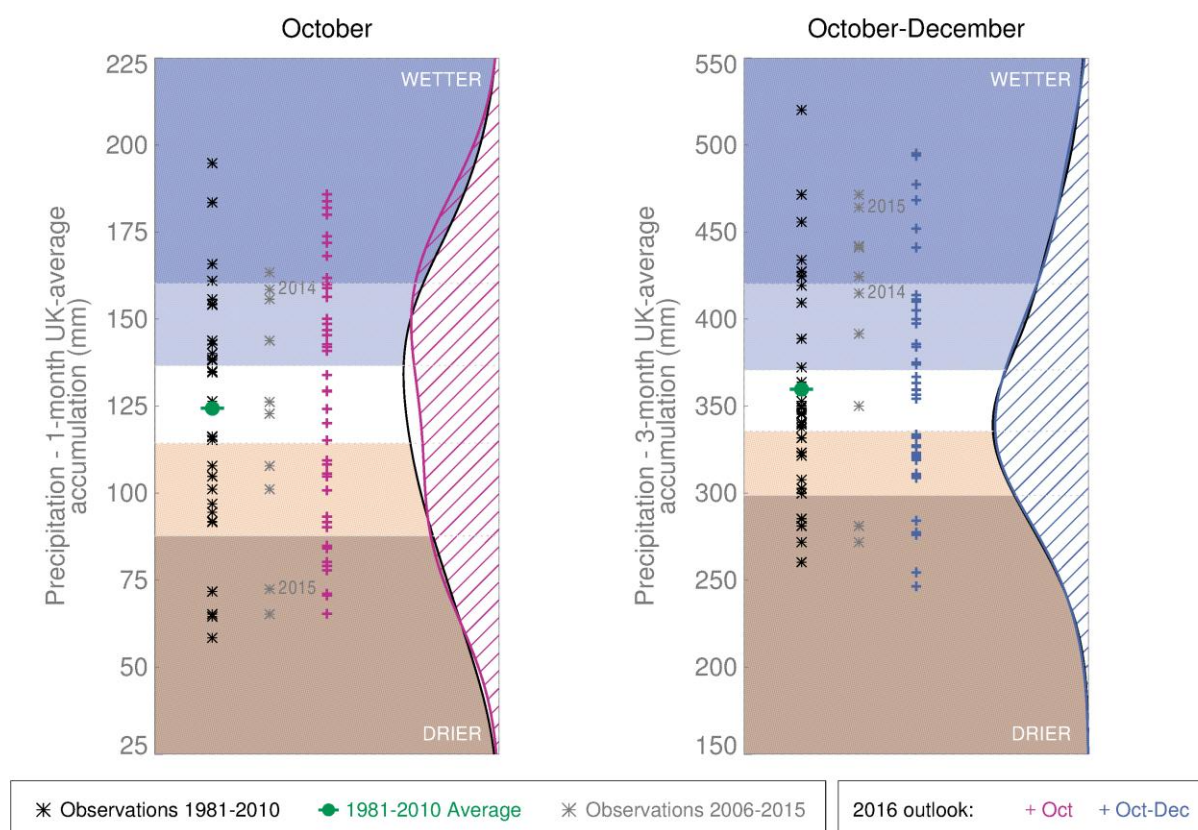 October
225
200
175
150
125
100
75
50
25
Precipitation - 1-month UK-average
accumulation (mm)
WETTER
2014
2015
DRIER
October-December
550
500
450
400
350
300
250
200
150
Precipitation - 3-month UK-average
accumulation (mm)
WETTER
2015
2014
DRIER
Observations 1981-2010
1981-2010 Average
Observations 2006-2015
2016 outlook:
+ Oct
+ Oct-Dec